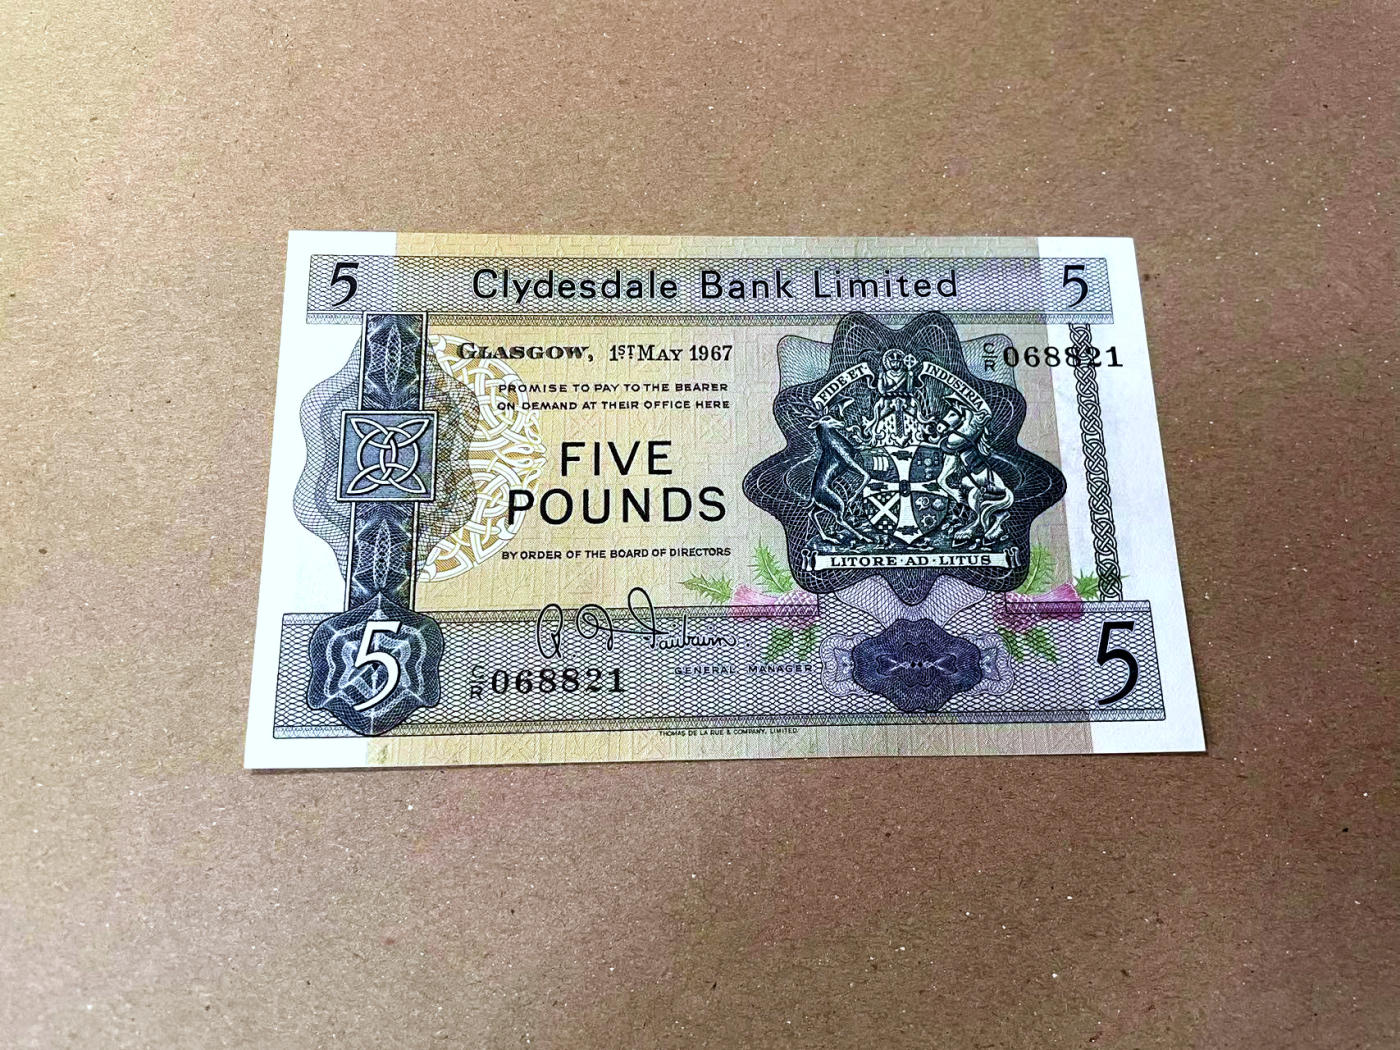 5 Clydesdale Bank Limited 5
GLASGOW, 1ST MAY 1967
C/R 068821
PROMISE TO PAY TO THE BEARER
ON DEMAND AT THEIR OFFICE HERE
FIVE
POUNDS
BY ORDER OF THE BOARD OF DIRECTORS
FIDE ET INDUSTRIA
LITORE·AD·LITUS
R D Fairbairn
GENERAL MANAGER
5 C/R 068821 5
THOMAS DE LA RUE & COMPANY, LIMITED.